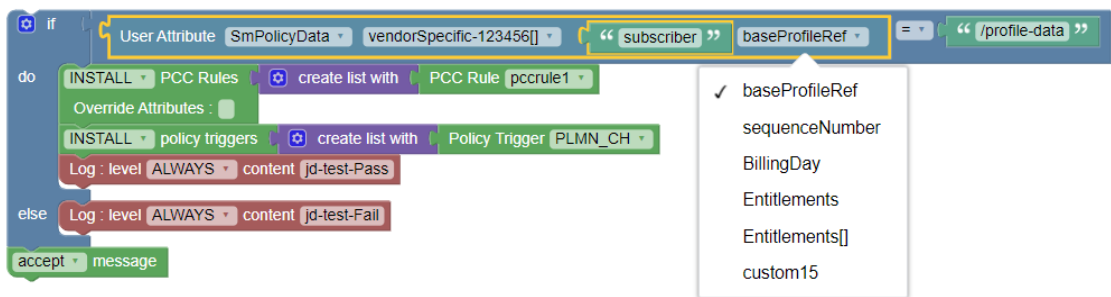 if User Attribute SmPolicyData vendorSpecific-123456[] “ subscriber ” baseProfileRef = “ /profile-data ”
do INSTALL PCC Rules create list with PCC Rule pccrule1
Override Attributes :
INSTALL policy triggers create list with Policy Trigger PLMN_CH
Log : level ALWAYS content jd-test-Pass
else Log : level ALWAYS content jd-test-Fail
accept message
✓ baseProfileRef
sequenceNumber
BillingDay
Entitlements
Entitlements[]
custom15